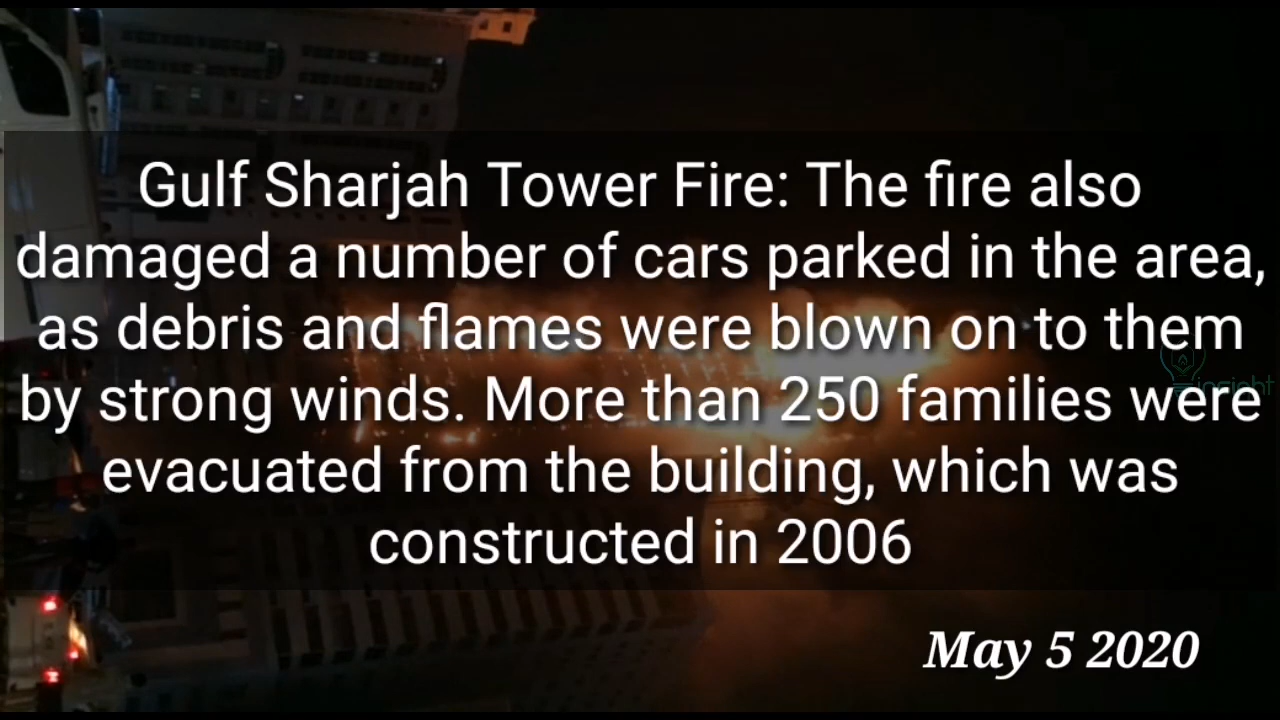 Gulf Sharjah Tower Fire: The fire also
damaged a number of cars parked in the area,
as debris and flames were blown on to them
by strong winds. More than 250 families were
evacuated from the building, which was
constructed in 2006
insight
May 5 2020